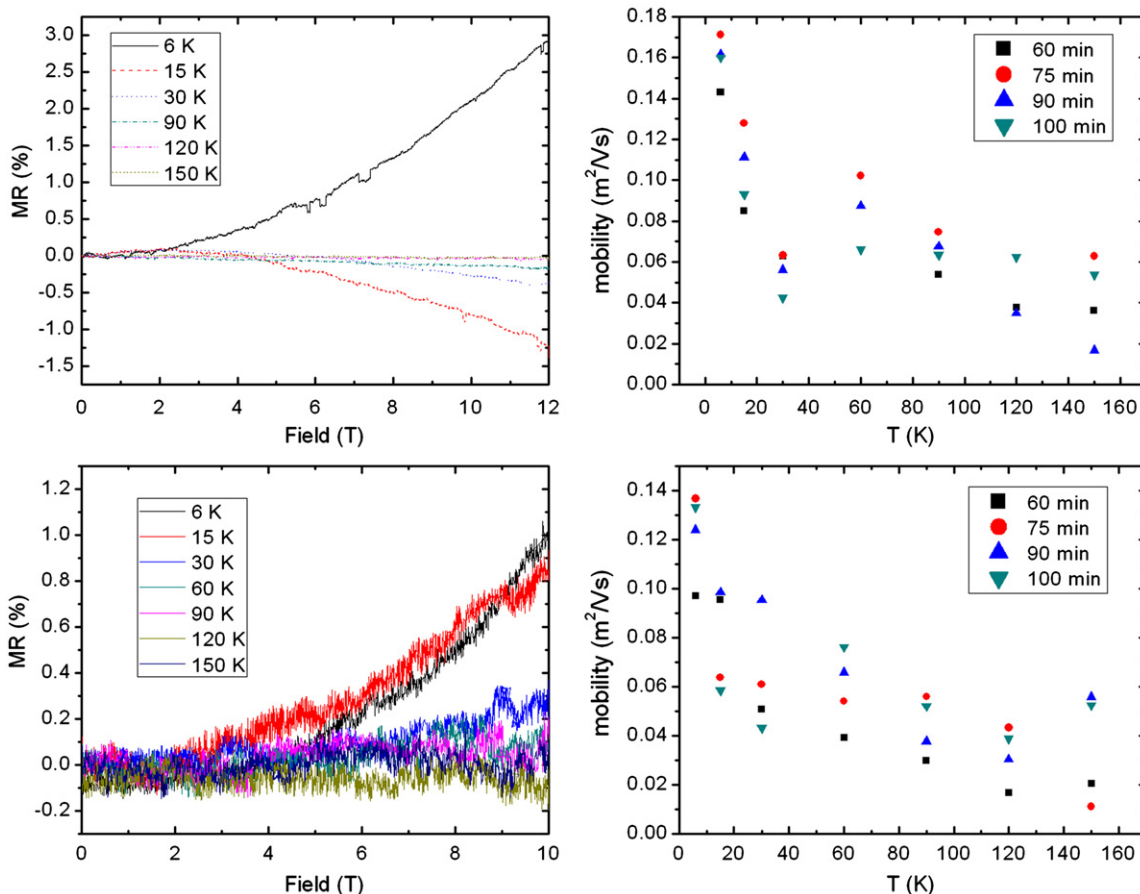 3.0
2.5
2.0
1.5
1.0
0.5
0.0
-0.5
-1.0
-1.5
MR (%)
6 K
15 K
30 K
90 K
120 K
150 K
0 2 4 6 8 10 12
Field (T)
0.18
0.16
0.14
0.12
0.10
0.08
0.06
0.04
0.02
0.00
mobility (m²/Vs)
60 min
75 min
90 min
100 min
0 20 40 60 80 100 120 140 160
T (K)
1.2
1.0
0.8
0.6
0.4
0.2
0.0
-0.2
MR (%)
6 K
15 K
30 K
60 K
90 K
120 K
150 K
0 2 4 6 8 10
Field (T)
0.14
0.12
0.10
0.08
0.06
0.04
0.02
0.00
mobility (m²/Vs)
60 min
75 min
90 min
100 min
0 20 40 60 80 100 120 140 160
T (K)